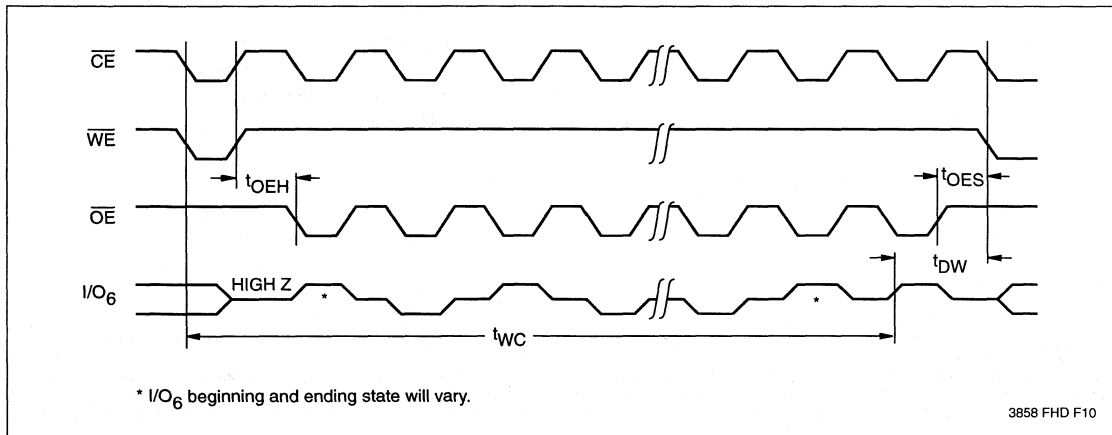 CE
WE
tOEH
tOES
OE
tDW
HIGH Z
I/O6
*
*
tWC
* I/O6 beginning and ending state will vary.
3858 FHD F10